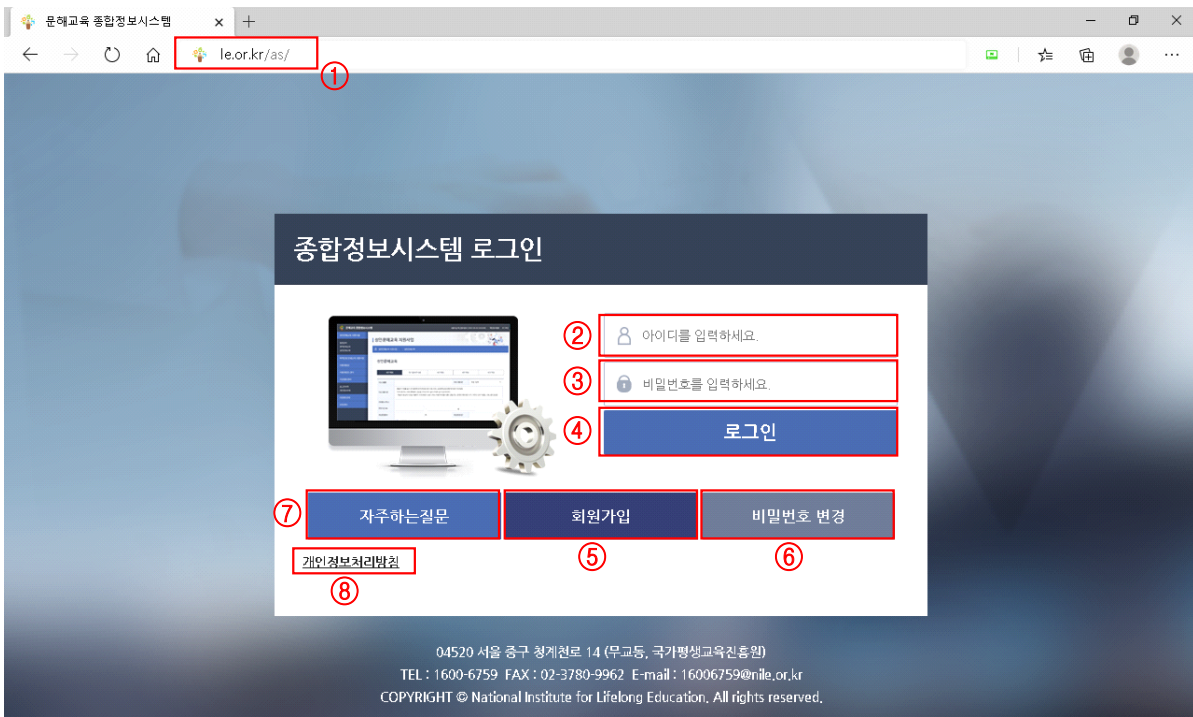 문해교육 종합정보시스템
le.or.kr/as/
①
종합정보시스템 로그인
② 아이디를 입력하세요.
③ 비밀번호를 입력하세요.
④ 로그인
⑦ 자주하는질문 회원가입 비밀번호 변경
⑤ ⑥
개인정보처리방침
⑧
04520 서울 중구 청계천로 14 (무교동, 국가평생교육진흥원)
TEL : 1600-6759 FAX : 02-3780-9962 E-mail : 16006759@nile.or.kr
COPYRIGHT © National Institute for Lifelong Education. All rights reserved.